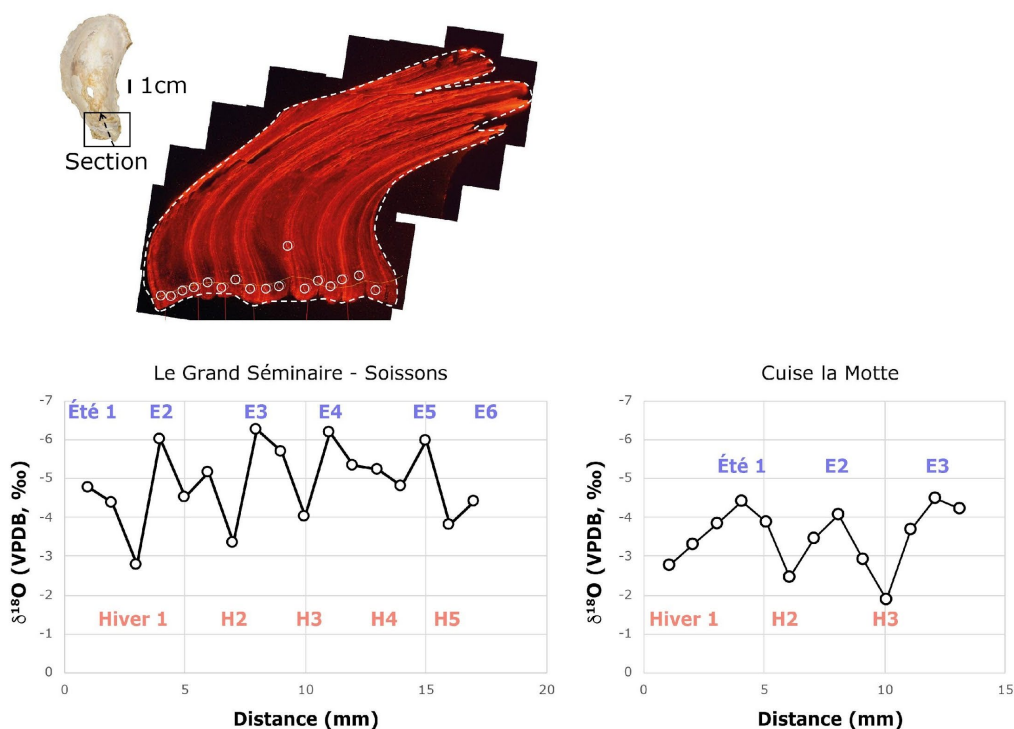 1cm
Section
Le Grand Séminaire - Soissons
-7
-6
-5
-4
-3
-2
-1
0
δ¹⁸O (VPDB, ‰)
Été 1
E2
E3
E4
E5
E6
Hiver 1
H2
H3
H4
H5
0
5
10
15
20
Distance (mm)
Cuise la Motte
-7
-6
-5
-4
-3
-2
-1
0
δ¹⁸O (VPDB, ‰)
Été 1
E2
E3
Hiver 1
H2
H3
0
5
10
15
Distance (mm)